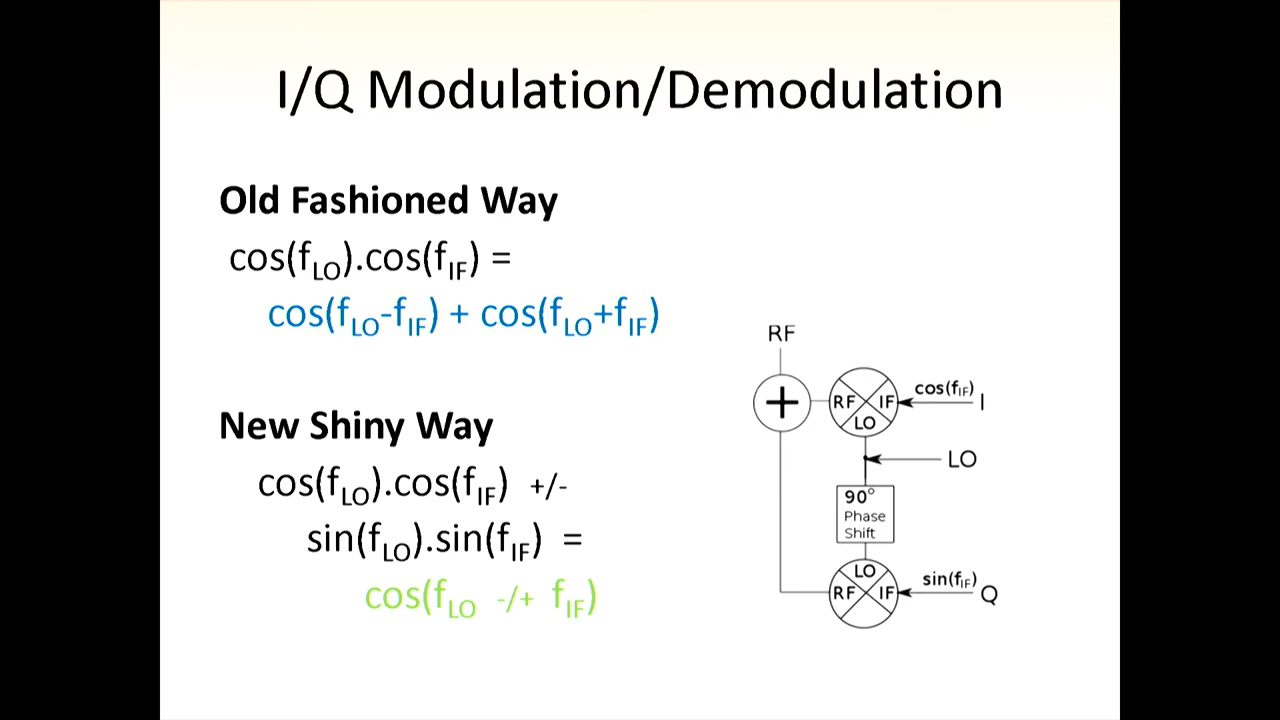 I/Q Modulation/Demodulation
Old Fashioned Way
cos(f_LO).cos(f_IF) =
cos(f_LO-f_IF) + cos(f_LO+f_IF)
New Shiny Way
cos(f_LO).cos(f_IF) +/-
sin(f_LO).sin(f_IF) =
cos(f_LO -/+ f_IF)
RF
+
RF IF LO
cos(f_IF)
I
LO
90°
Phase
Shift
LO
RF IF
sin(f_IF)
Q